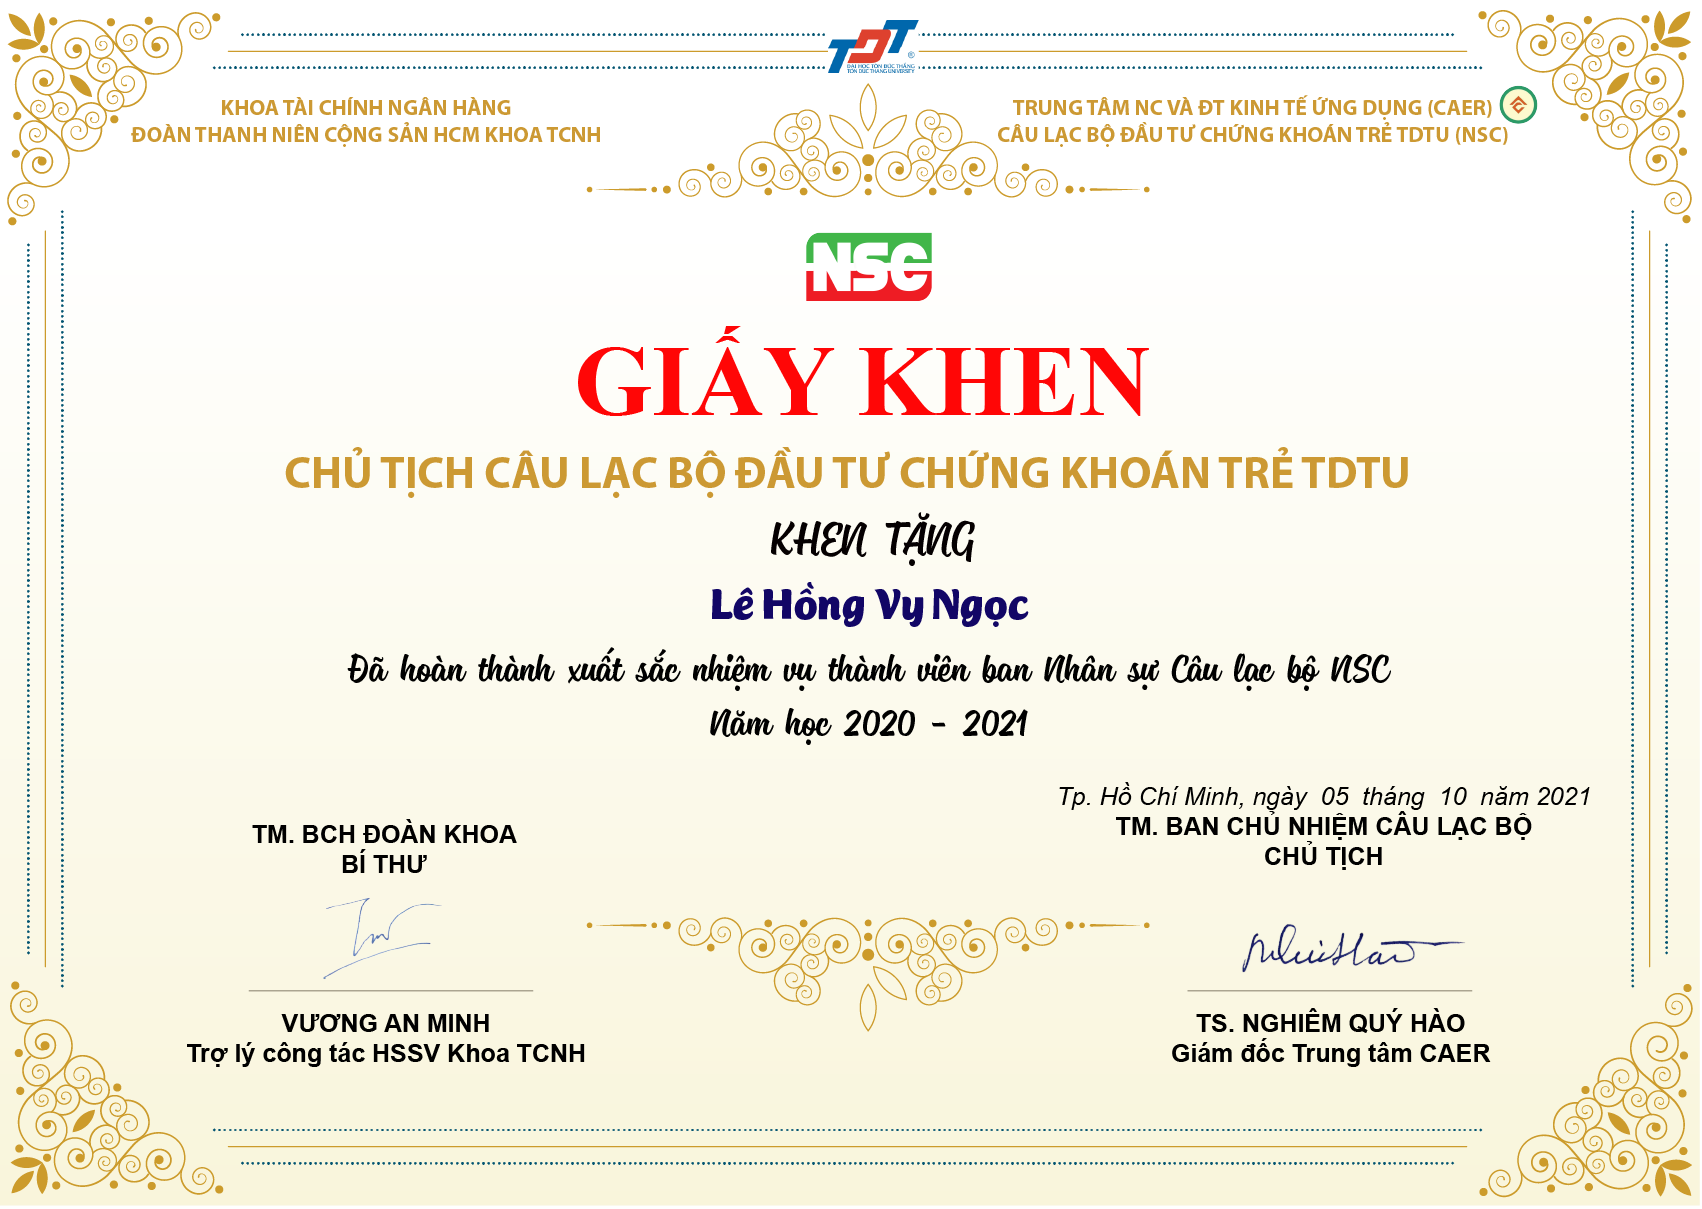 TDT
®
ĐẠI HỌC TÔN ĐỨC THẮNG
TON DUC THANG UNIVERSITY
KHOA TÀI CHÍNH NGÂN HÀNG
ĐOÀN THANH NIÊN CỘNG SẢN HCM KHOA TCNH
TRUNG TÂM NC VÀ ĐT KINH TẾ ỨNG DỤNG (CAER)
CÂU LẠC BỘ ĐẦU TƯ CHỨNG KHOÁN TRẺ TDTU (NSC)
NSC
GIẤY KHEN
CHỦ TỊCH CÂU LẠC BỘ ĐẦU TƯ CHỨNG KHOÁN TRẺ TDTU
KHEN TẶNG
Lê Hồng Vy Ngọc
Đã hoàn thành xuất sắc nhiệm vụ thành viên ban Nhân sự Câu lạc bộ NSC
Năm học 2020 - 2021
Tp. Hồ Chí Minh, ngày 05 tháng 10 năm 2021
TM. BCH ĐOÀN KHOA
BÍ THƯ
TM. BAN CHỦ NHIỆM CÂU LẠC BỘ
CHỦ TỊCH
VƯƠNG AN MINH
Trợ lý công tác HSSV Khoa TCNH
TS. NGHIÊM QUÝ HÀO
Giám đốc Trung tâm CAER